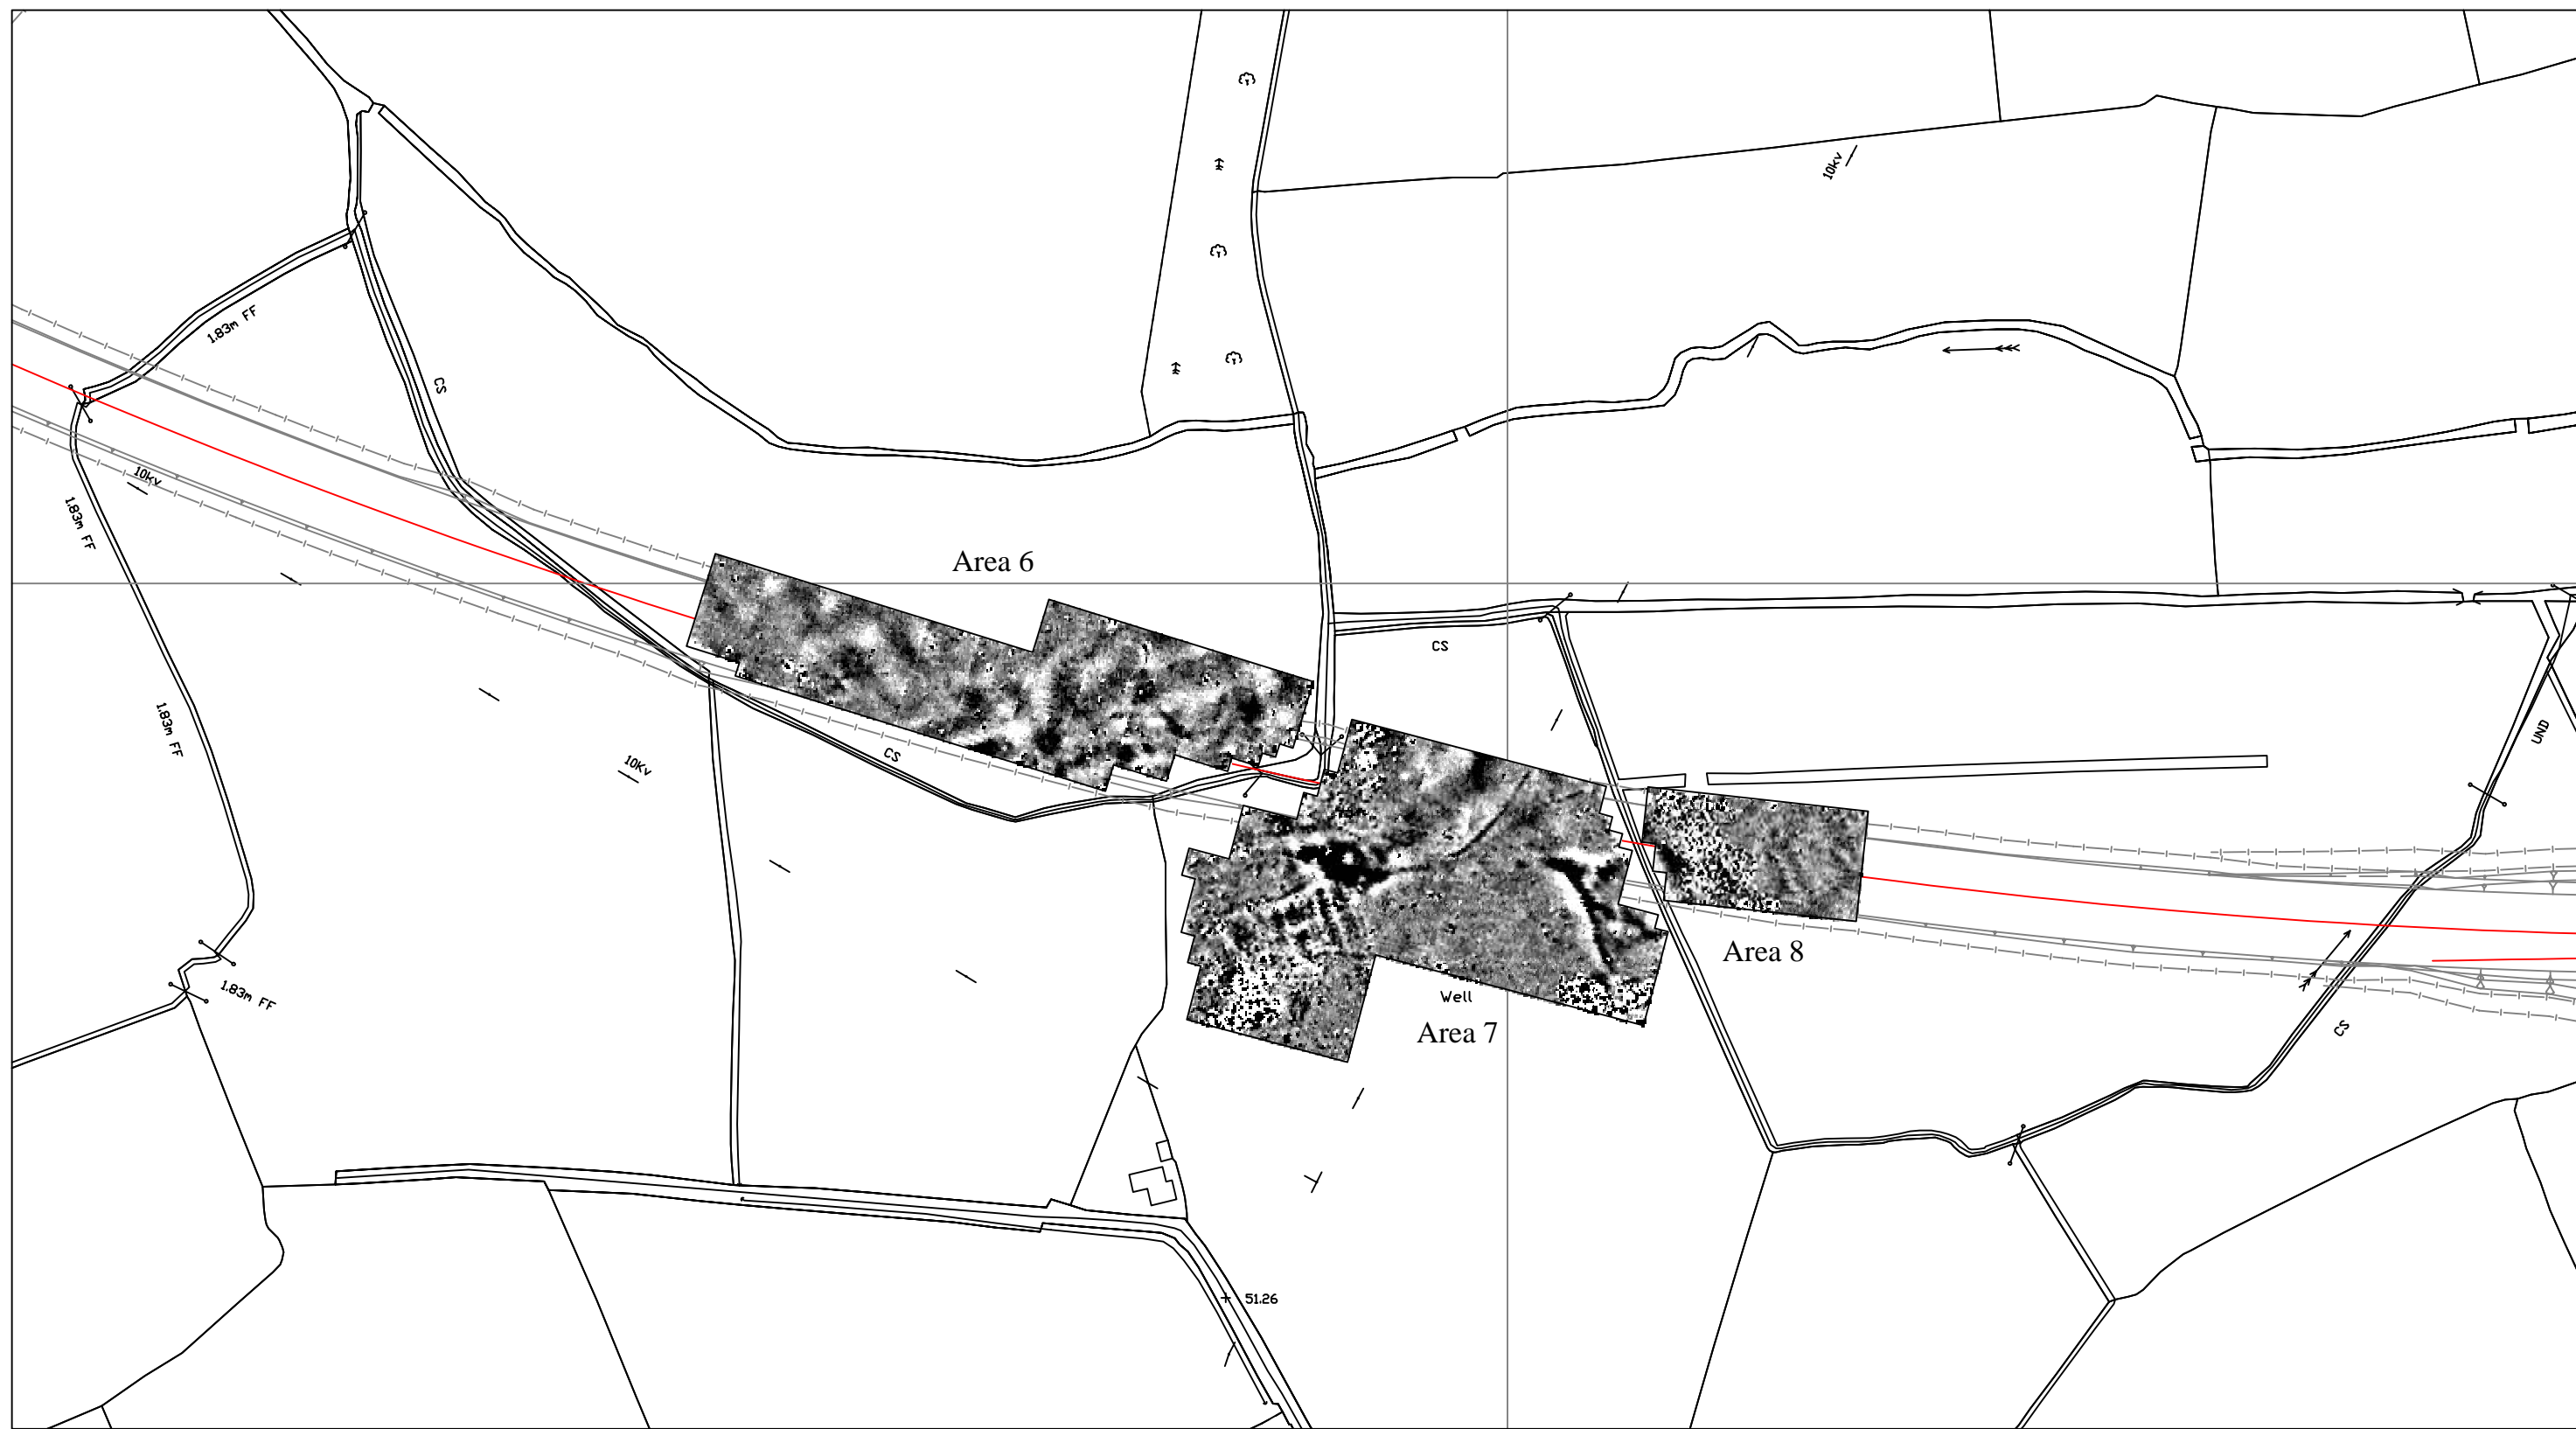 10kv
1.83m FF
CS
10kv
1.83m FF
Area 6
CS
1.83m FF
UND
CS
10Kv
Area 8
Well
1.83m FF
Area 7
CS
51.26